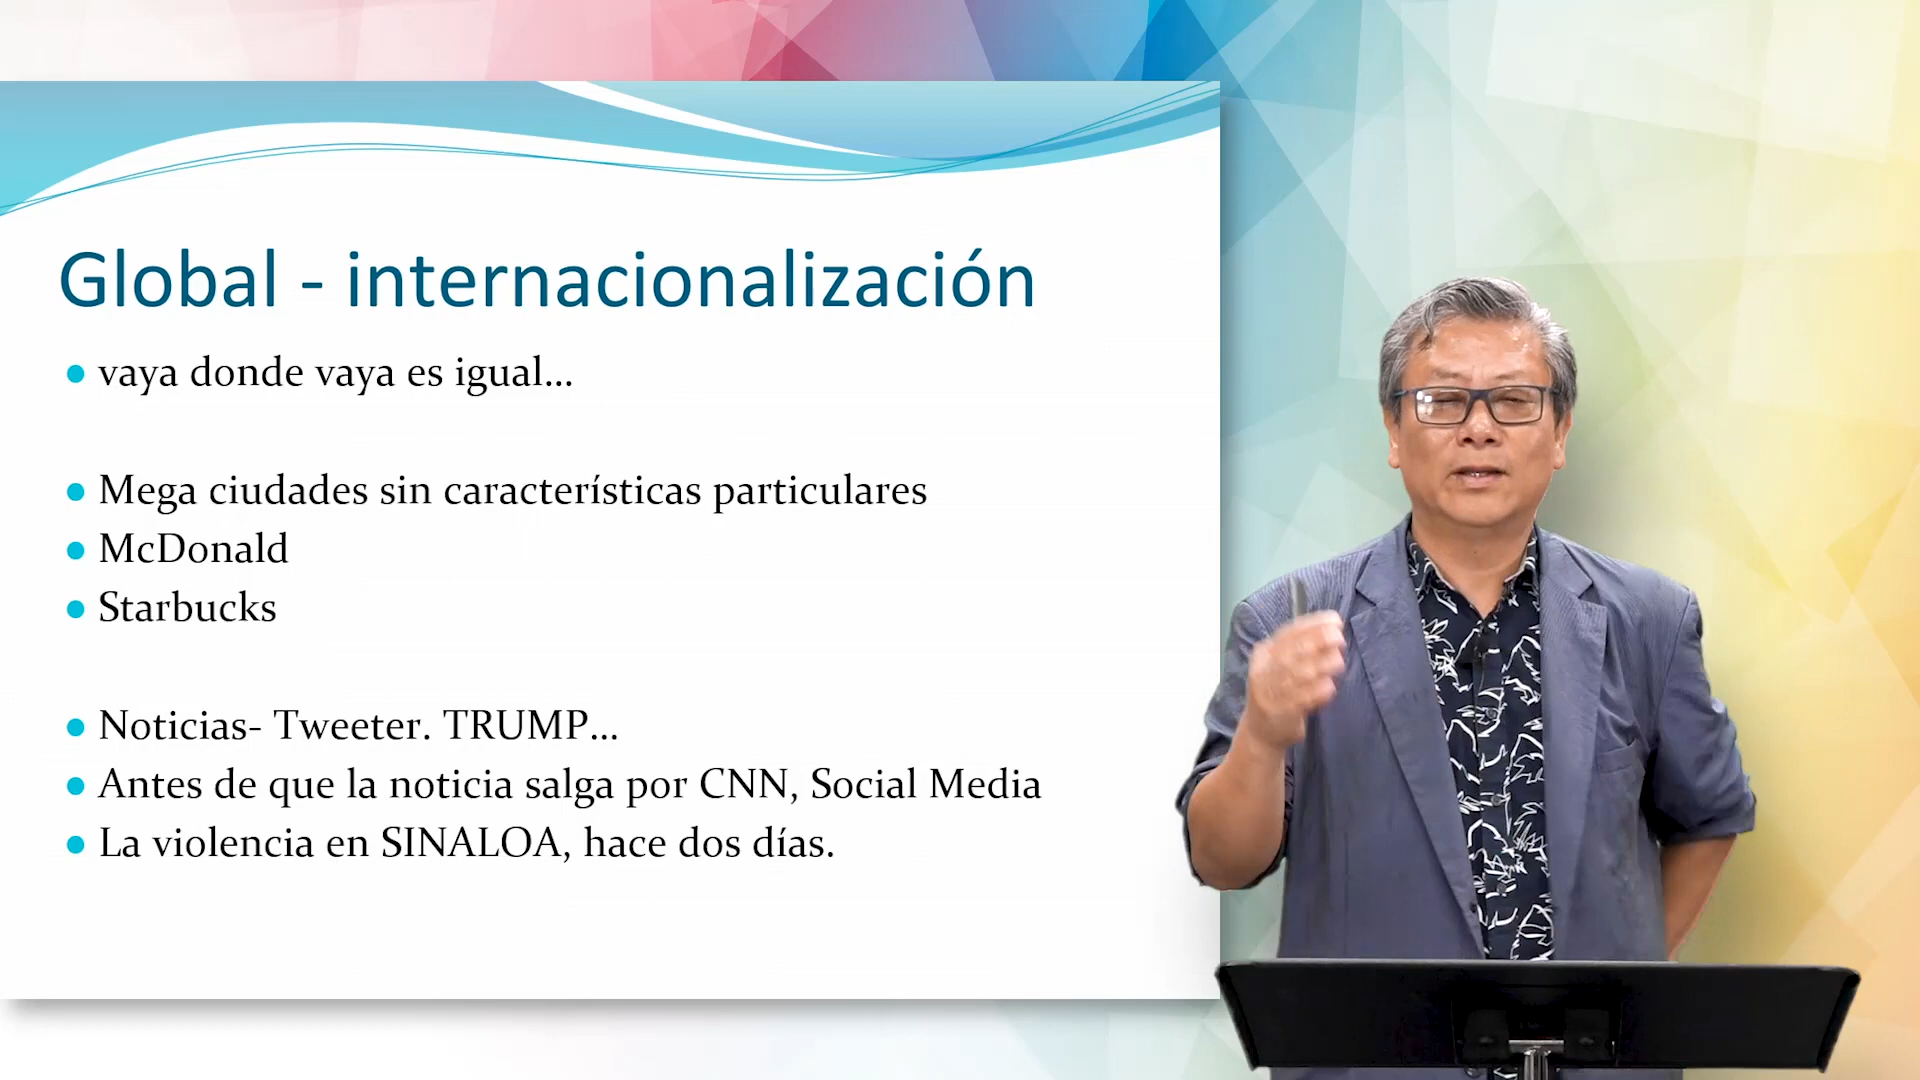 Global - internacionalización
vaya donde vaya es igual...
Mega ciudades sin características particulares
McDonald
Starbucks
Noticias- Tweeter. TRUMP...
Antes de que la noticia salga por CNN, Social Media
La violencia en SINALOA, hace dos días.